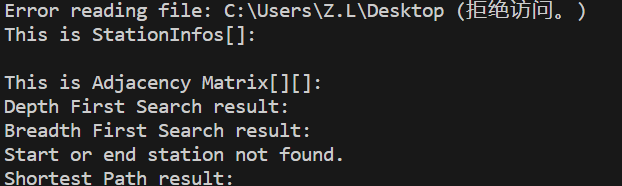 Error reading file: C:\Users\Z.L\Desktop (拒绝访问。)
This is StationInfos[]:
This is Adjacency Matrix[][]:
Depth First Search result:
Breadth First Search result:
Start or end station not found.
Shortest Path result: